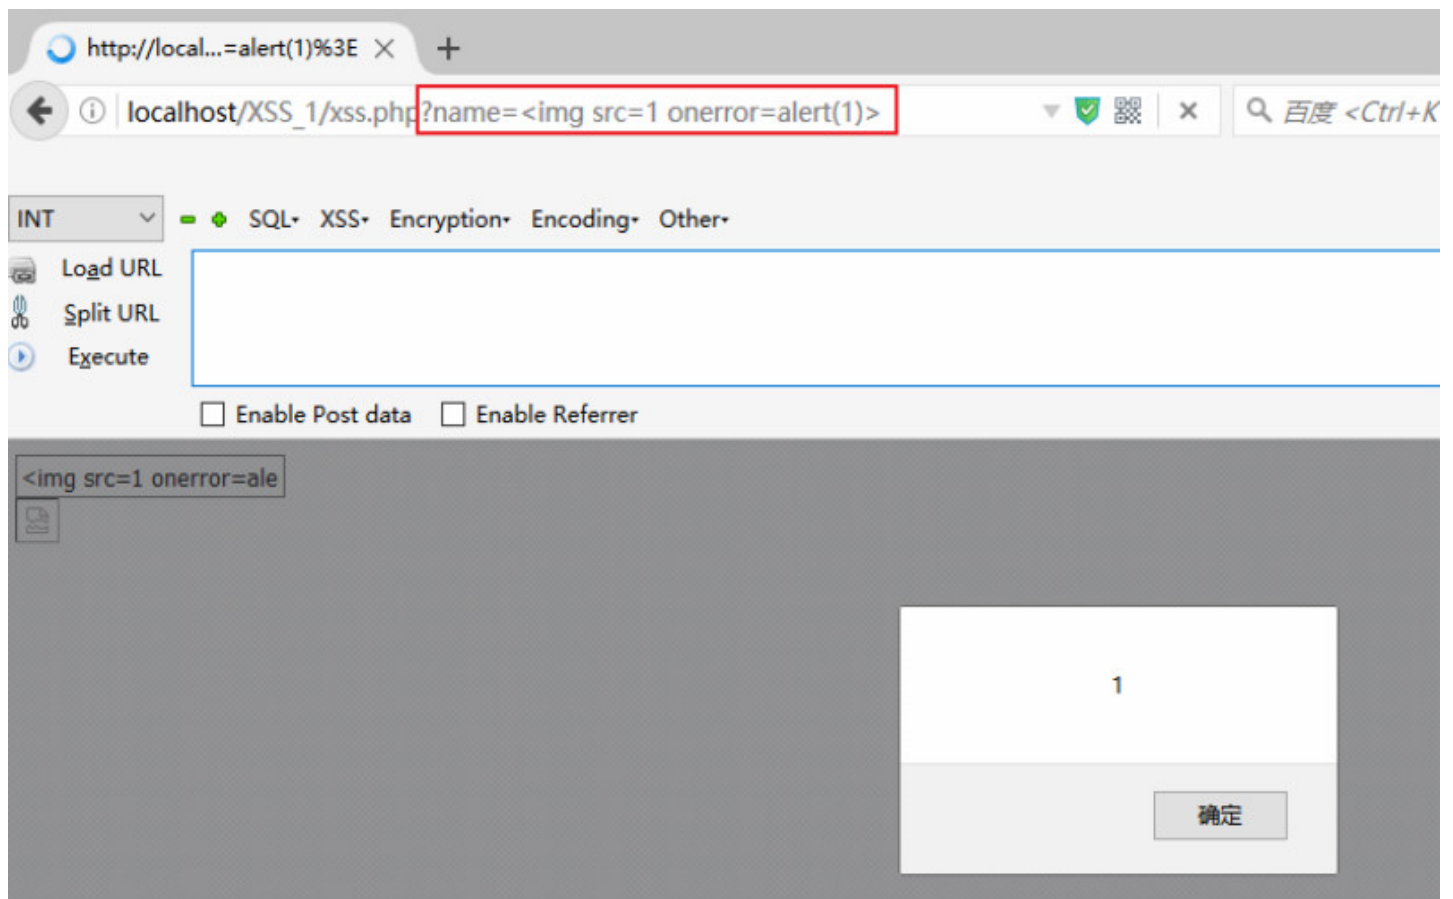 http://local...=alert(1)%3E
localhost/XSS_1/xss.php?name=<img src=1 onerror=alert(1)>
百度 <Ctrl+K
INT
SQL
XSS
Encryption
Encoding
Other
Load URL
Split URL
Execute
Enable Post data
Enable Referrer
<img src=1 onerror=ale
1
确定